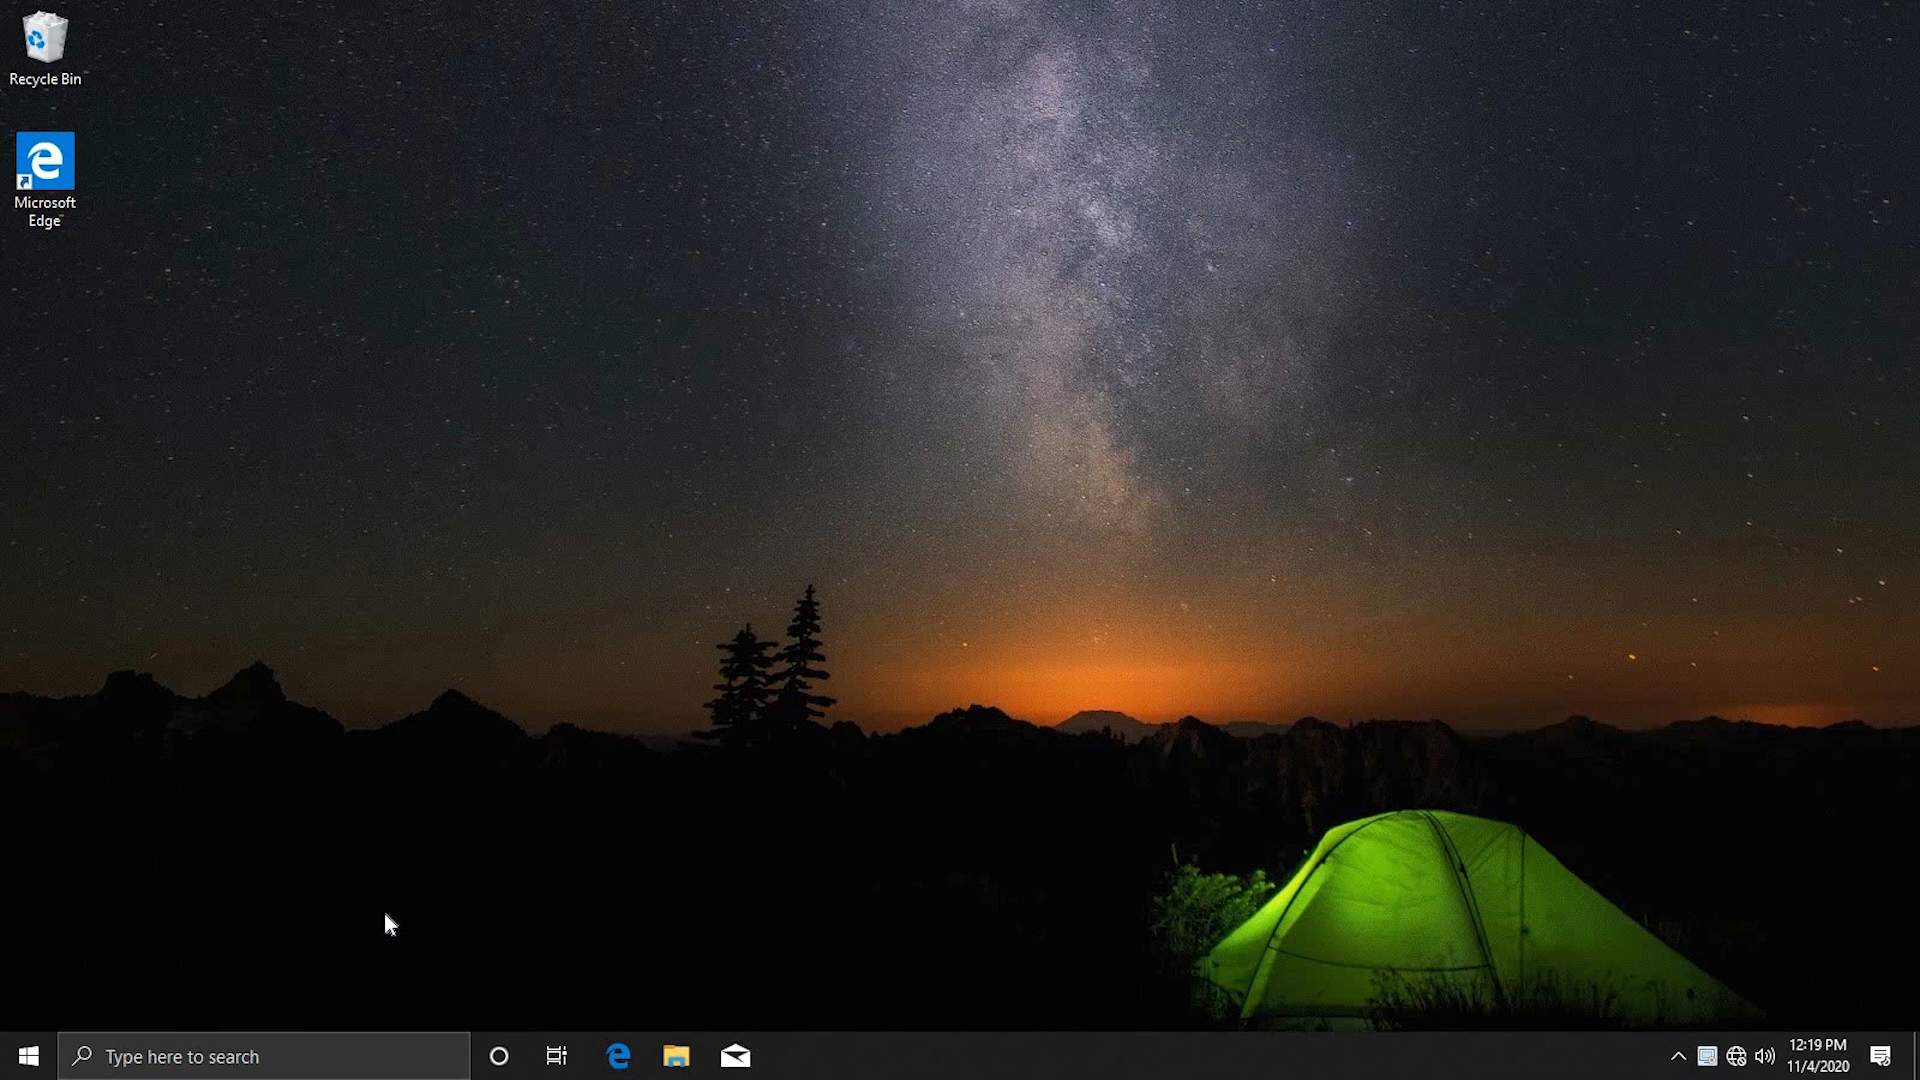 Recycle Bin
Microsoft
Edge
Type here to search
12:19 PM
11/4/2020